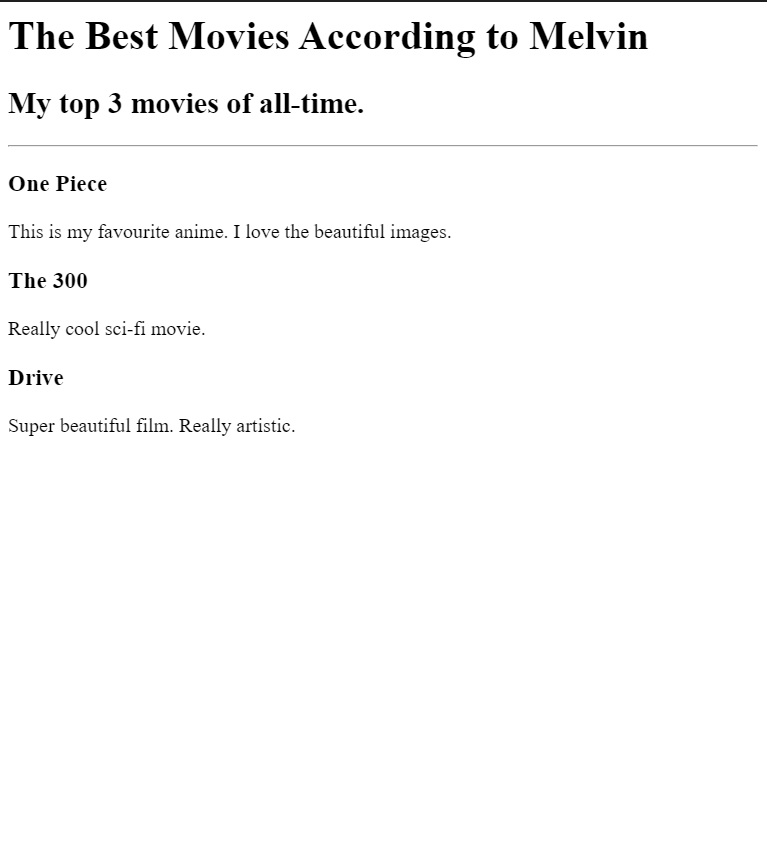 The Best Movies According to Melvin
My top 3 movies of all-time.
One Piece
This is my favourite anime. I love the beautiful images.
The 300
Really cool sci-fi movie.
Drive
Super beautiful film. Really artistic.